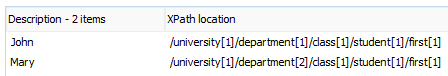 Description - 2 items XPath location
John /university[1]/department[1]/class[1]/student[1]/first[1]
Mary /university[1]/department[2]/class[1]/student[1]/first[1]